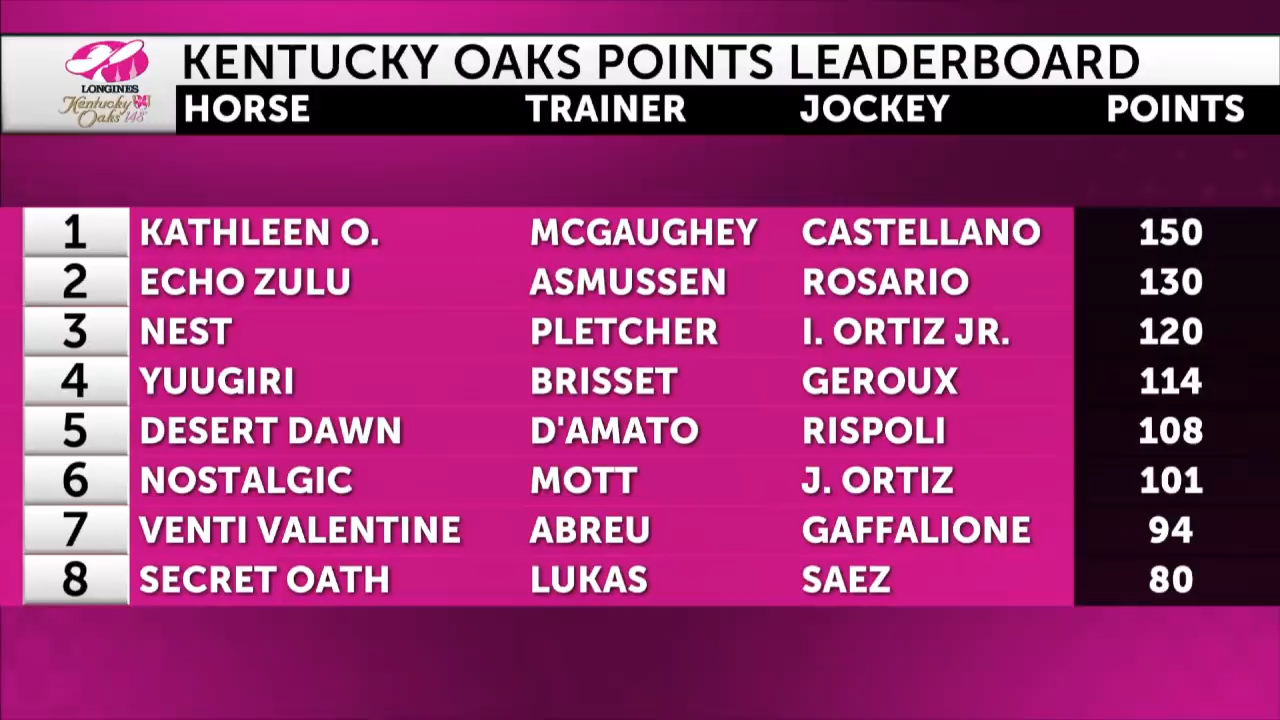 KENTUCKY OAKS POINTS LEADERBOARD
LONGINES
Kentucky
Oaks 148
HORSE TRAINER JOCKEY POINTS
1 KATHLEEN O. MCGAUGHEY CASTELLANO 150
2 ECHO ZULU ASMUSSEN ROSARIO 130
3 NEST PLETCHER I. ORTIZ JR. 120
4 YUUGIRI BRISSET GEROUX 114
5 DESERT DAWN D'AMATO RISPOLI 108
6 NOSTALGIC MOTT J. ORTIZ 101
7 VENTI VALENTINE ABREU GAFFALIONE 94
8 SECRET OATH LUKAS SAEZ 80